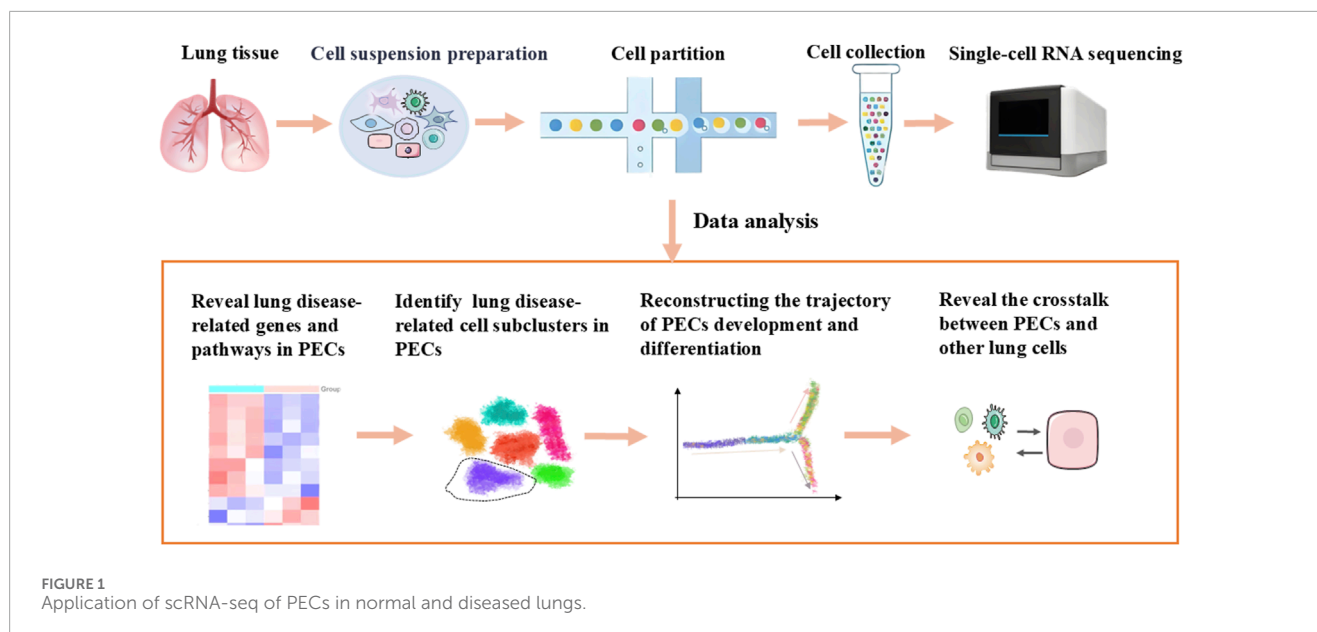 Lung tissue
Cell suspension preparation
Cell partition
Cell collection
Single-cell RNA sequencing
Data analysis
Reveal lung disease-
related genes and
pathways in PECs
Identify lung disease-
related cell subclusters in
PECs
Reconstructing the trajectory
of PECs development and
differentiation
Reveal the crosstalk
between PECs and
other lung cells
Group
FIGURE 1
Application of scRNA-seq of PECs in normal and diseased lungs.